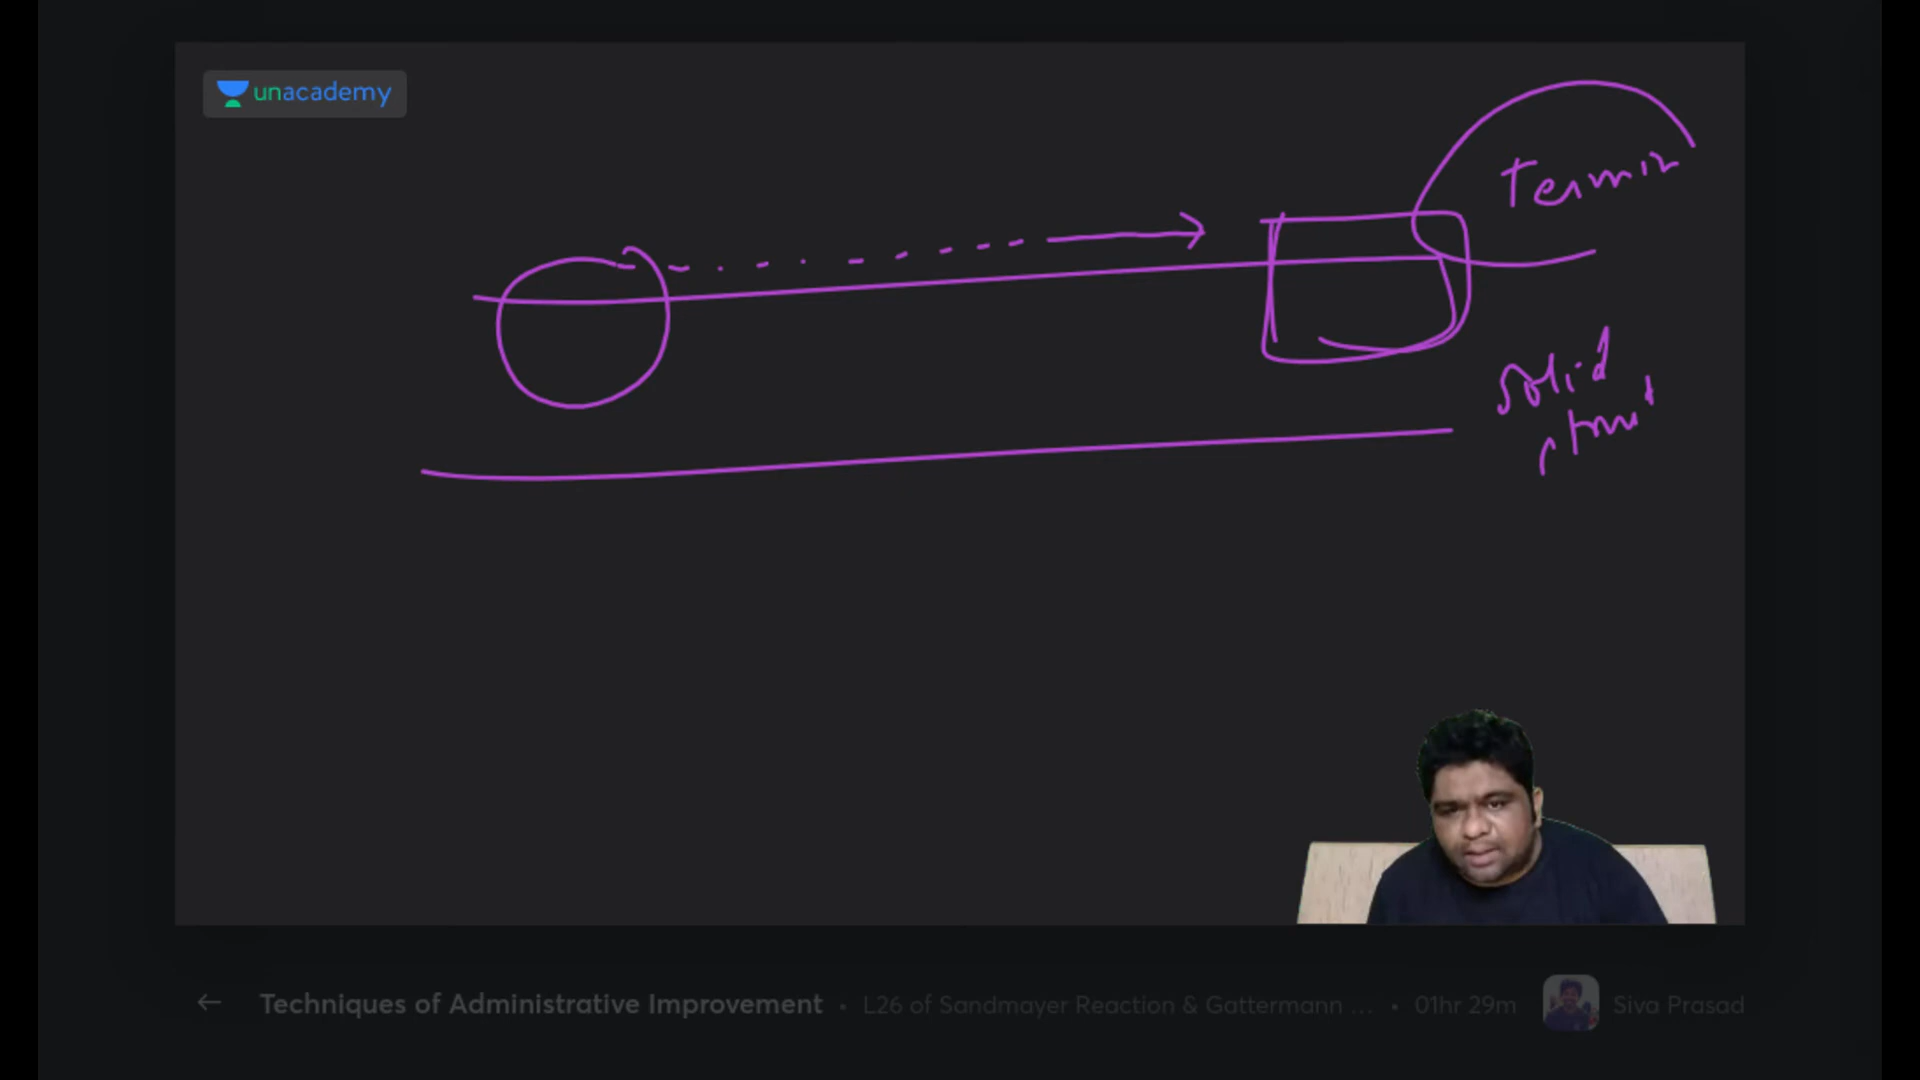 unacademy
Termin
solid
Techniques of Administrative Improvement • L26 of Sandmayer Reaction & Gattermann ... • 01hr 29m Siva Prasad